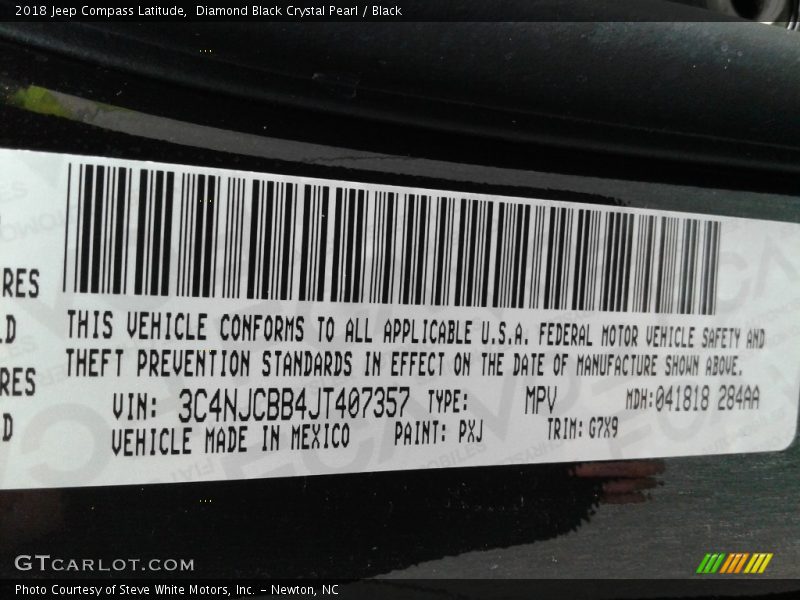 2018 Jeep Compass Latitude, Diamond Black Crystal Pearl / Black
RES
LD
RES
D
THIS VEHICLE CONFORMS TO ALL APPLICABLE U.S.A. FEDERAL MOTOR VEHICLE SAFETY AND
THEFT PREVENTION STANDARDS IN EFFECT ON THE DATE OF MANUFACTURE SHOWN ABOVE.
VIN: 3C4NJCBB4JT407357 TYPE: MPV MDH:041818 284AA
VEHICLE MADE IN MEXICO PAINT: PXJ TRIM: G7X9
GTCARLOT.COM
Photo Courtesy of Steve White Motors, Inc. - Newton, NC